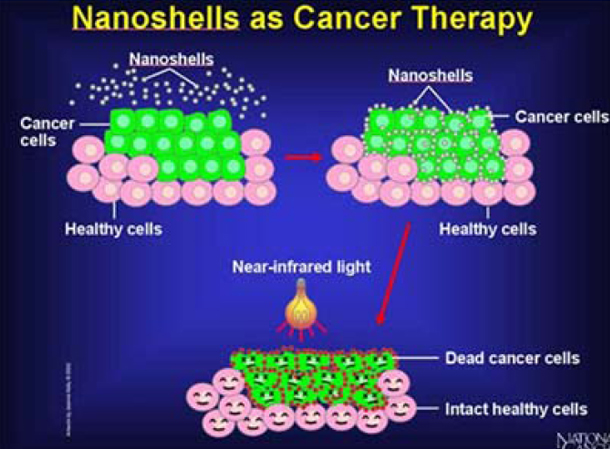 Nanoshells as Cancer Therapy
Nanoshells
Cancer
cells
Healthy cells
Nanoshells
Cancer cells
Healthy cells
Near-infrared light
Dead cancer cells
Intact healthy cells